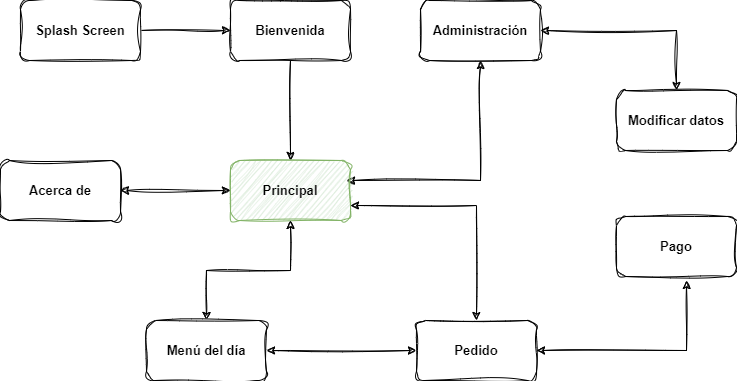 Splash Screen
Bienvenida
Administración
Modificar datos
Acerca de
Principal
Pago
Menú del día
Pedido